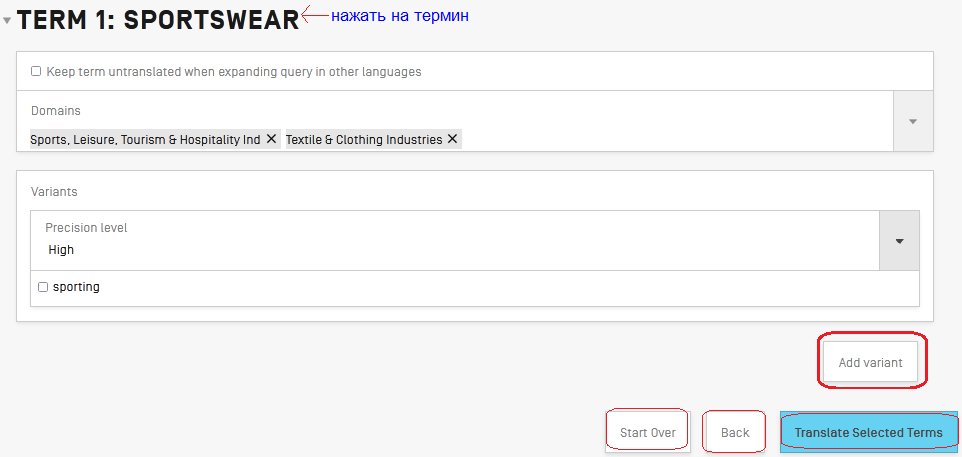 TERM 1: SPORTSWEAR нажать на термин
Keep term untranslated when expanding query in other languages
Domains
Sports, Leisure, Tourism & Hospitality Ind Textile & Clothing Industries
Variants
Precision level
High
sporting
Add variant
Start Over Back Translate Selected Terms